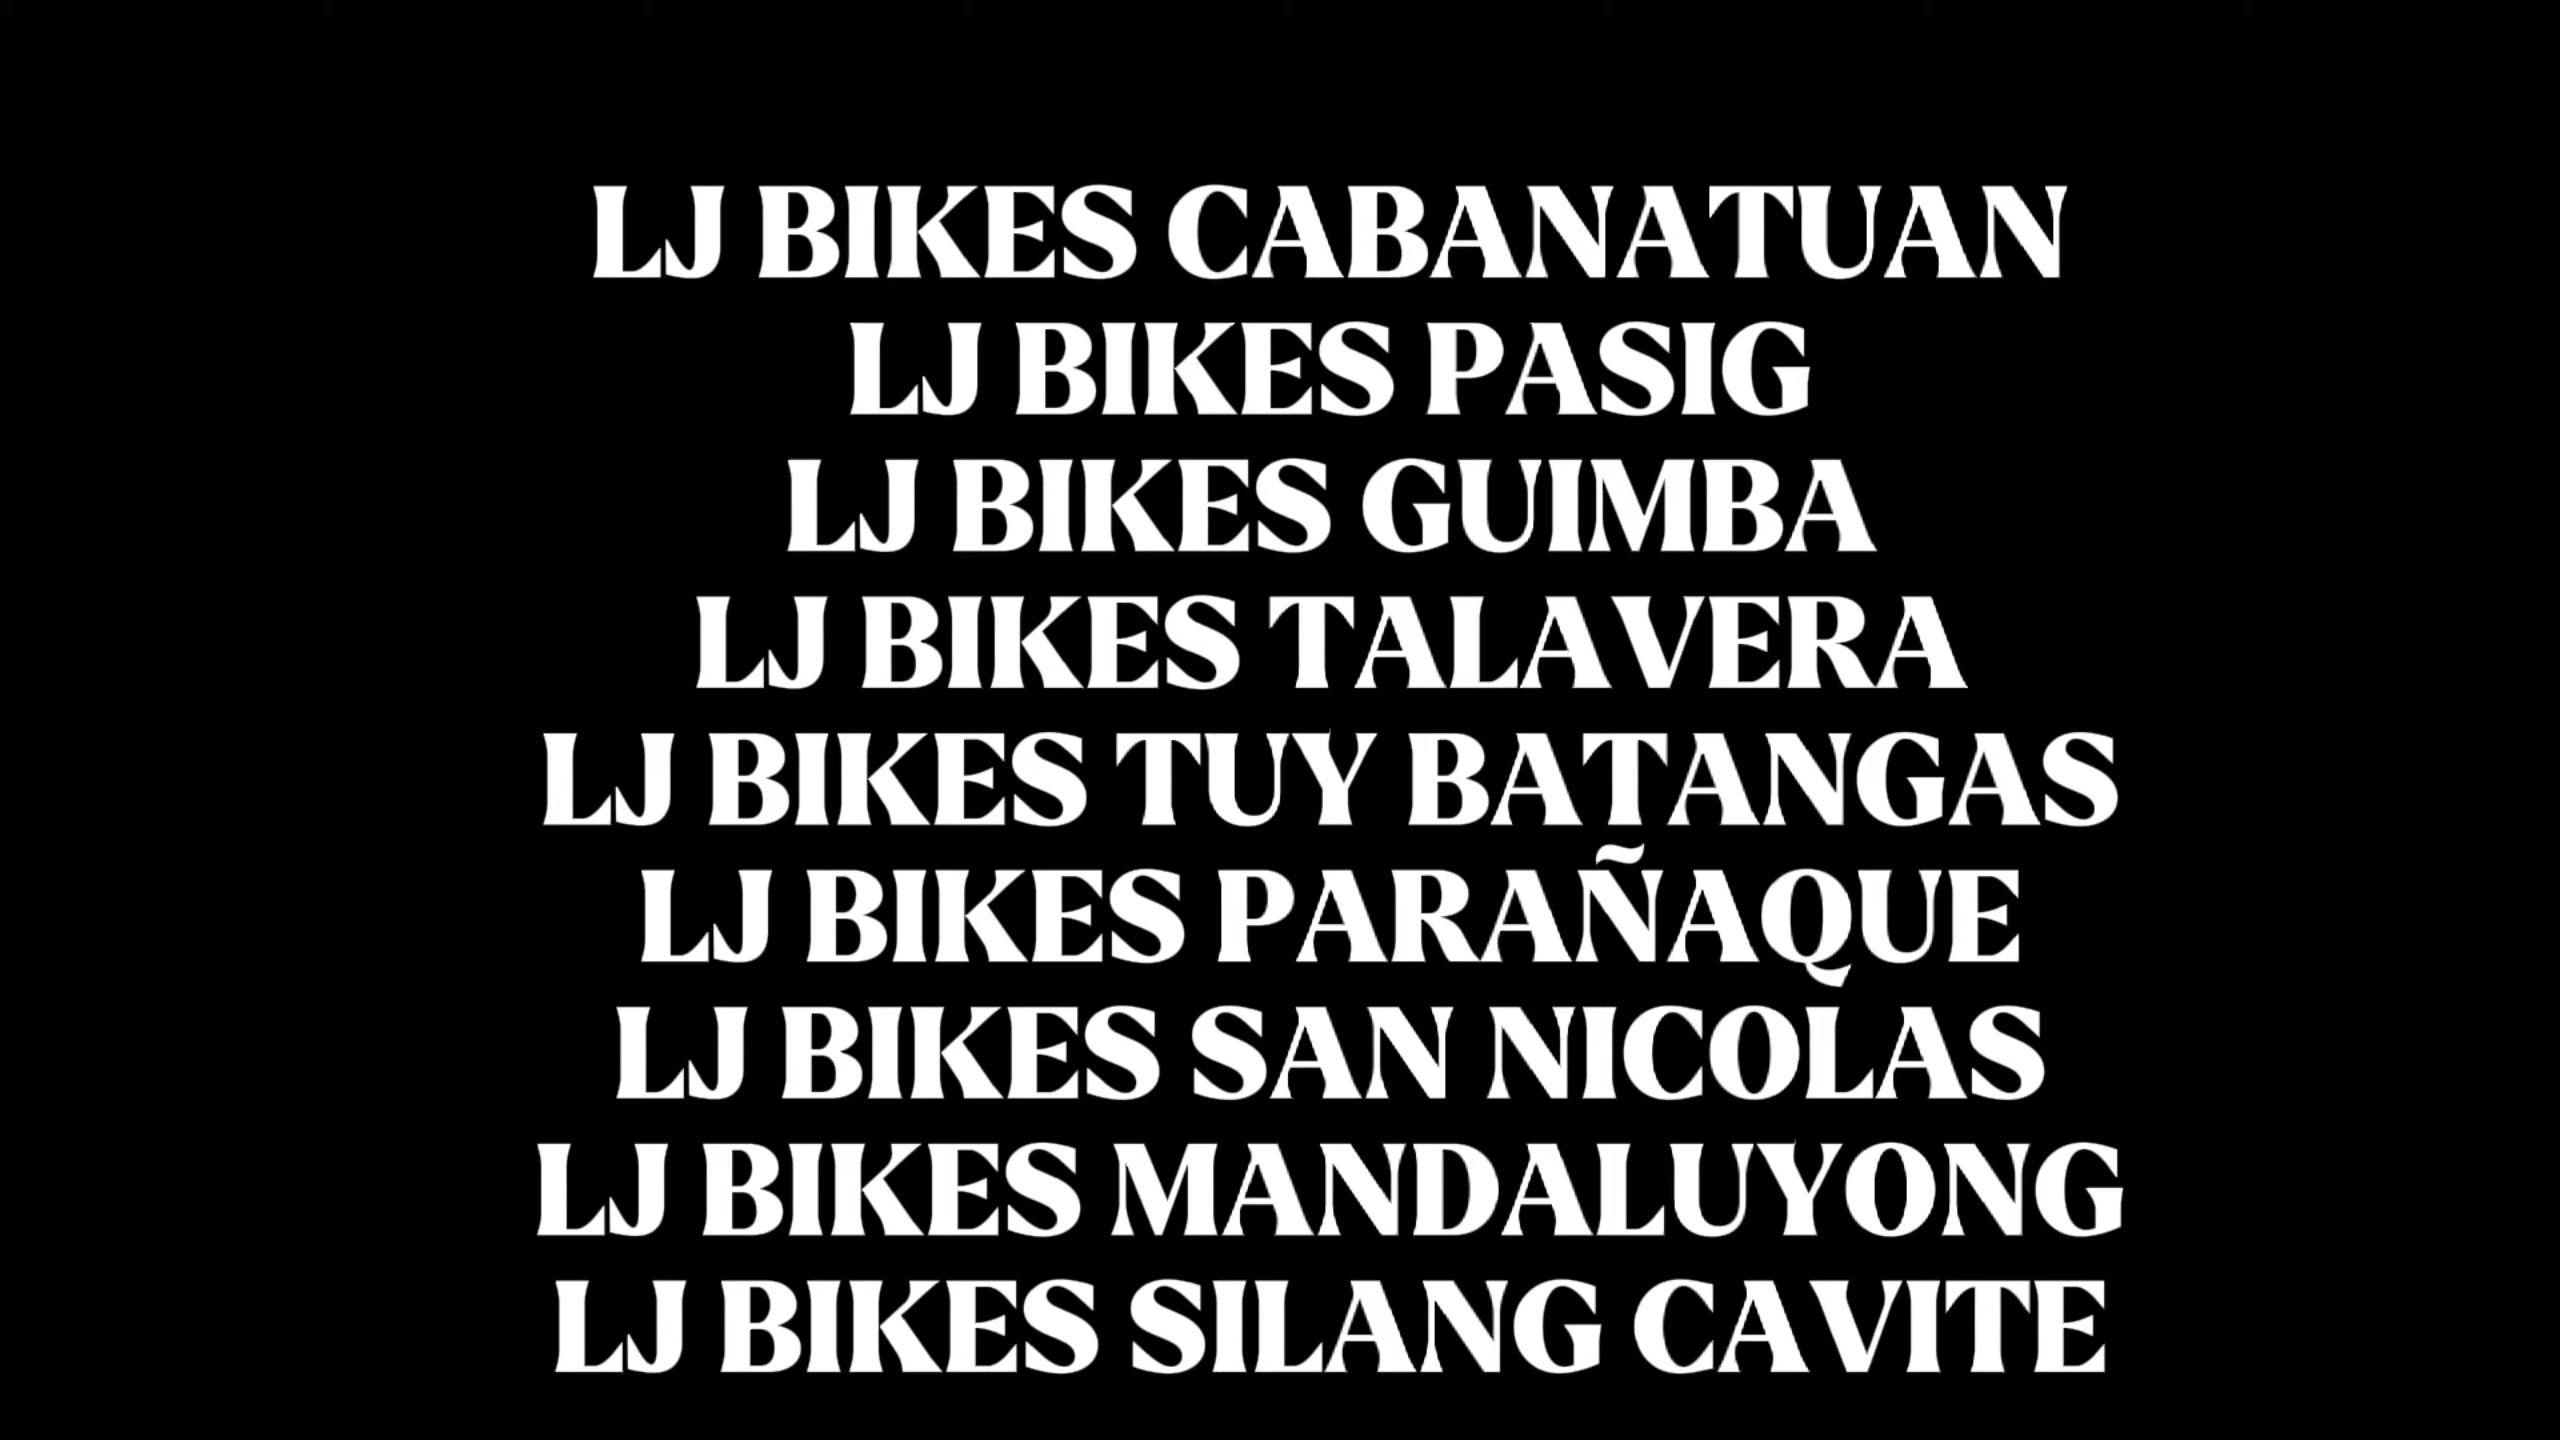 LJ BIKES CABANATUAN
LJ BIKES PASIG
LJ BIKES GUIMBA
LJ BIKES TALAVERA
LJ BIKES TUY BATANGAS
LJ BIKES PARAÑAQUE
LJ BIKES SAN NICOLAS
LJ BIKES MANDALUYONG
LJ BIKES SILANG CAVITE